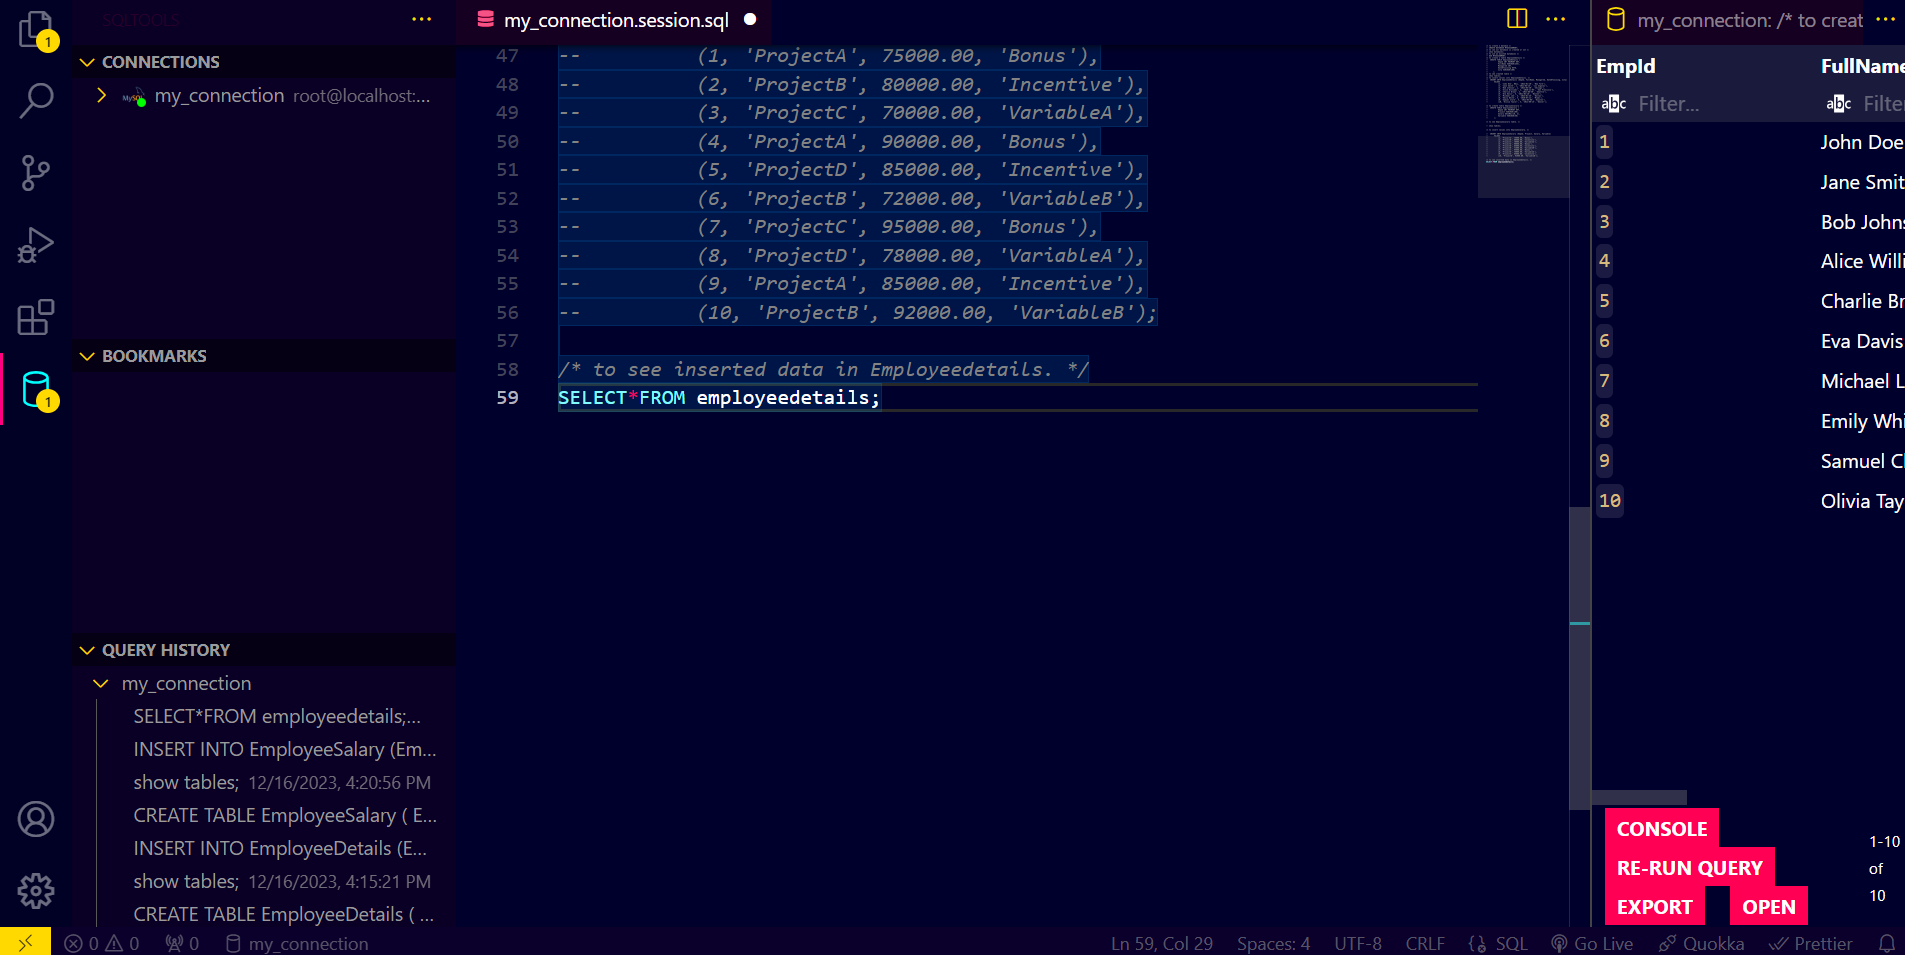 SQLTOOLS
CONNECTIONS
my_connection root@localhost:...
BOOKMARKS
QUERY HISTORY
my_connection
SELECT*FROM employeedetails;...
INSERT INTO EmployeeSalary (Em...
show tables; 12/16/2023, 4:20:56 PM
CREATE TABLE EmployeeSalary ( E...
INSERT INTO EmployeeDetails (E...
show tables; 12/16/2023, 4:15:21 PM
CREATE TABLE EmployeeDetails ( ...
1
1
my_connection.session.sql
47 -- (1, 'ProjectA', 75000.00, 'Bonus'),
48 -- (2, 'ProjectB', 80000.00, 'Incentive'),
49 -- (3, 'ProjectC', 70000.00, 'VariableA'),
50 -- (4, 'ProjectA', 90000.00, 'Bonus'),
51 -- (5, 'ProjectD', 85000.00, 'Incentive'),
52 -- (6, 'ProjectB', 72000.00, 'VariableB'),
53 -- (7, 'ProjectC', 95000.00, 'Bonus'),
54 -- (8, 'ProjectD', 78000.00, 'VariableA'),
55 -- (9, 'ProjectA', 85000.00, 'Incentive'),
56 -- (10, 'ProjectB', 92000.00, 'VariableB');
57
58 /* to see inserted data in Employeedetails. */
59 SELECT*FROM employeedetails;
my_connection: /* to creat
EmpId FullName
abc Filter... abc Filte
1 John Doe
2 Jane Smit
3 Bob Johns
4 Alice Willi
5 Charlie Br
6 Eva Davis
7 Michael L
8 Emily Whi
9 Samuel C
10 Olivia Tay
CONSOLE
RE-RUN QUERY
EXPORT OPEN
1-10
of
10
0 0 0 my_connection Ln 59, Col 29 Spaces: 4 UTF-8 CRLF SQL Go Live Quokka Prettier